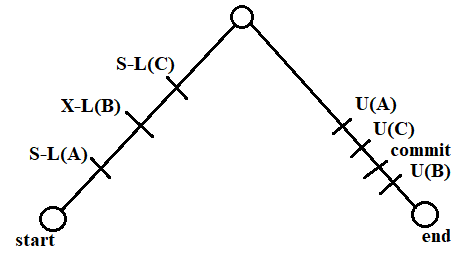 S-L(C)
X-L(B)
S-L(A)
start
U(A)
U(C)
commit
U(B)
end